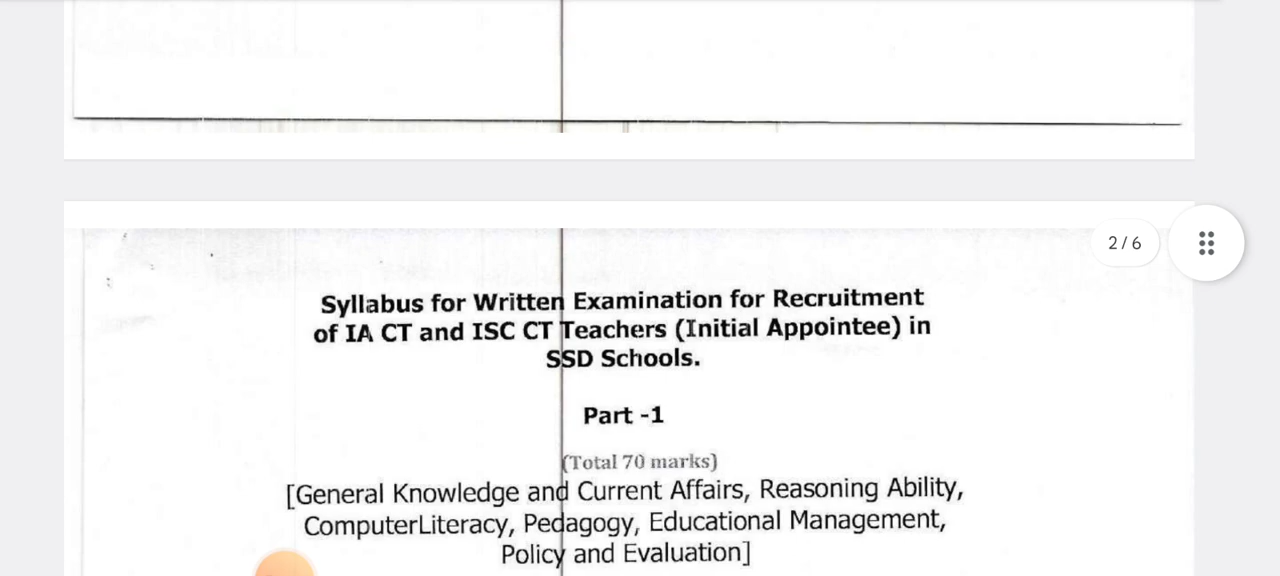 2 / 6
Syllabus for Written Examination for Recruitment
of IA CT and ISC CT Teachers (Initial Appointee) in
SSD Schools.
Part -1
(Total 70 marks)
[General Knowledge and Current Affairs, Reasoning Ability,
ComputerLiteracy, Pedagogy, Educational Management,
Policy and Evaluation]